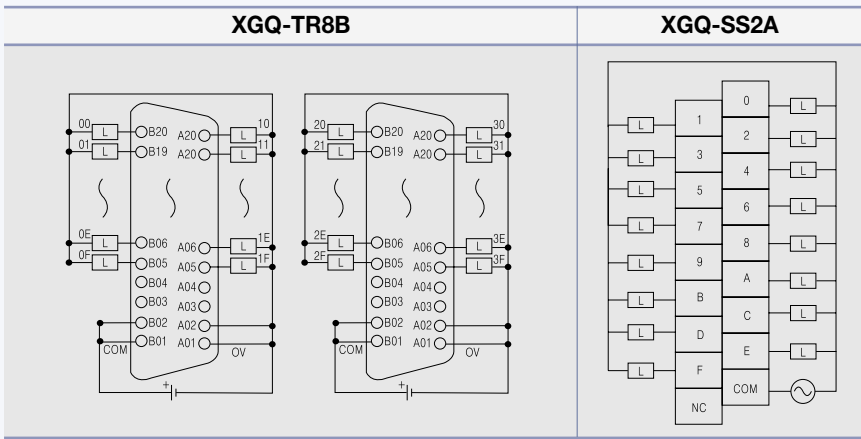 XGQ-TR8B XGQ-SS2A
00 L B20 A20 L 10
01 L B19 A20 L 11
0E L B06 A06 L 1E
0F L B05 A05 L 1F
B04 A04
B03 A03
B02 A02
COM B01 A01 0V
+
20 L B20 A20 L 30
21 L B19 A20 L 31
2E L B06 A06 L 3E
2F L B05 A05 L 3F
B04 A04
B03 A03
B02 A02
COM B01 A01 0V
+
0 L
L 1
2 L
L 3
4 L
L 5
6 L
L 7
8 L
L 9
A L
L B
C L
L D
E L
L F
COM
NC